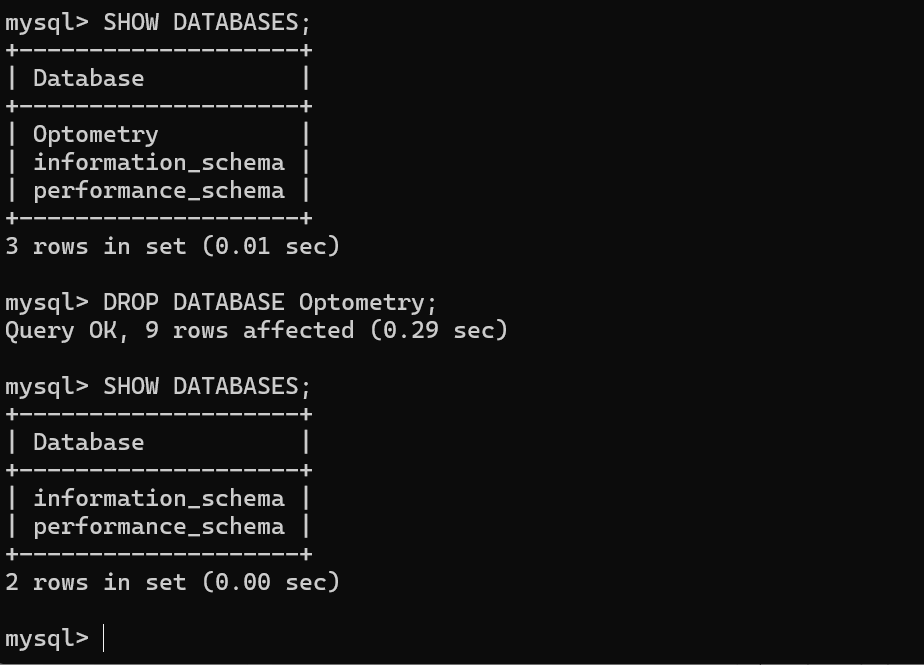 mysql> SHOW DATABASES;
+--------------------+
| Database           |
+--------------------+
| Optometry          |
| information_schema |
| performance_schema |
+--------------------+
3 rows in set (0.01 sec)
mysql> DROP DATABASE Optometry;
Query OK, 9 rows affected (0.29 sec)
mysql> SHOW DATABASES;
+--------------------+
| Database           |
+--------------------+
| information_schema |
| performance_schema |
+--------------------+
2 rows in set (0.00 sec)
mysql>